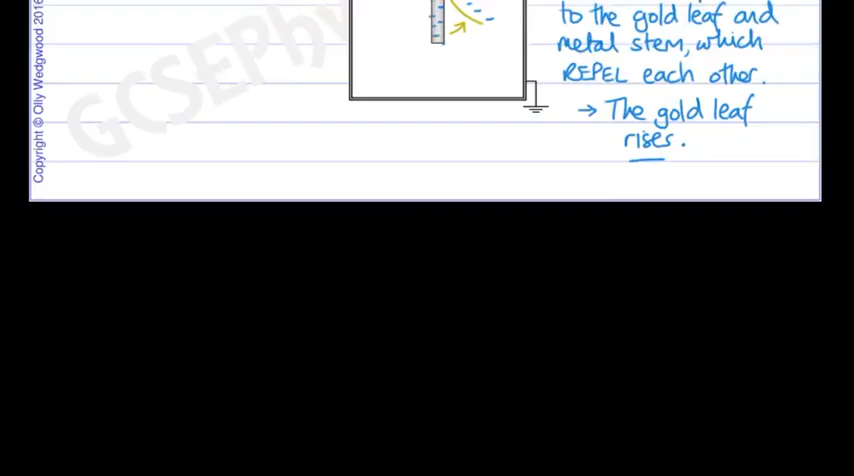 to the gold leaf and
metal stem, which
REPEL each other.
→ The gold leaf
rises.
GCSEPhy
Copyright © Olly Wedgwood 2016